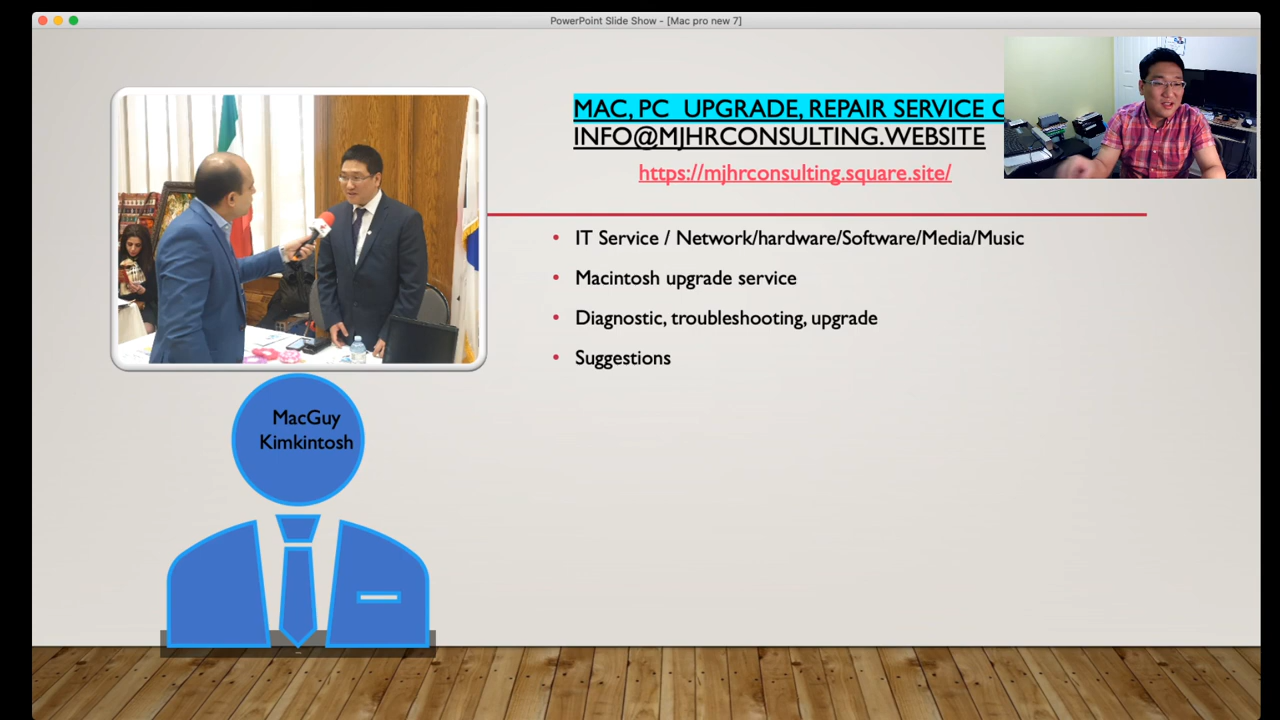 PowerPoint Slide Show - [Mac pro new 7]
MAC, PC UPGRADE, REPAIR SERVICE
INFO@MJHRCONSULTING.WEBSITE
https://mjhrconsulting.square.site/
• IT Service / Network/hardware/Software/Media/Music
• Macintosh upgrade service
• Diagnostic, troubleshooting, upgrade
• Suggestions
MacGuy
Kimkintosh